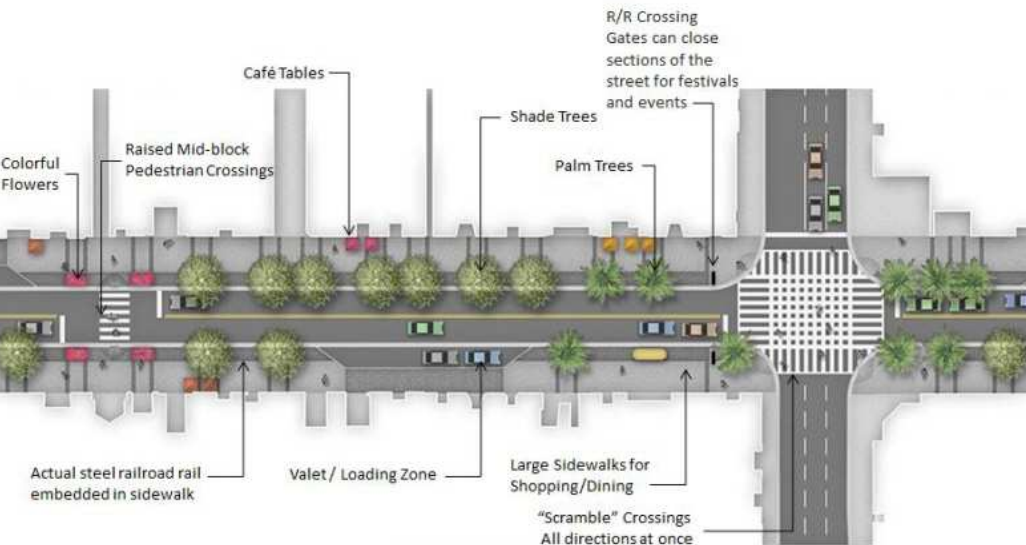 R/R Crossing
Gates can close
sections of the
street for festivals
and events
Café Tables
Shade Trees
Raised Mid-block
Pedestrian Crossings
Colorful
Flowers
Palm Trees
Actual steel railroad rail
embedded in sidewalk
Valet / Loading Zone
Large Sidewalks for
Shopping/Dining
“Scramble” Crossings
All directions at once